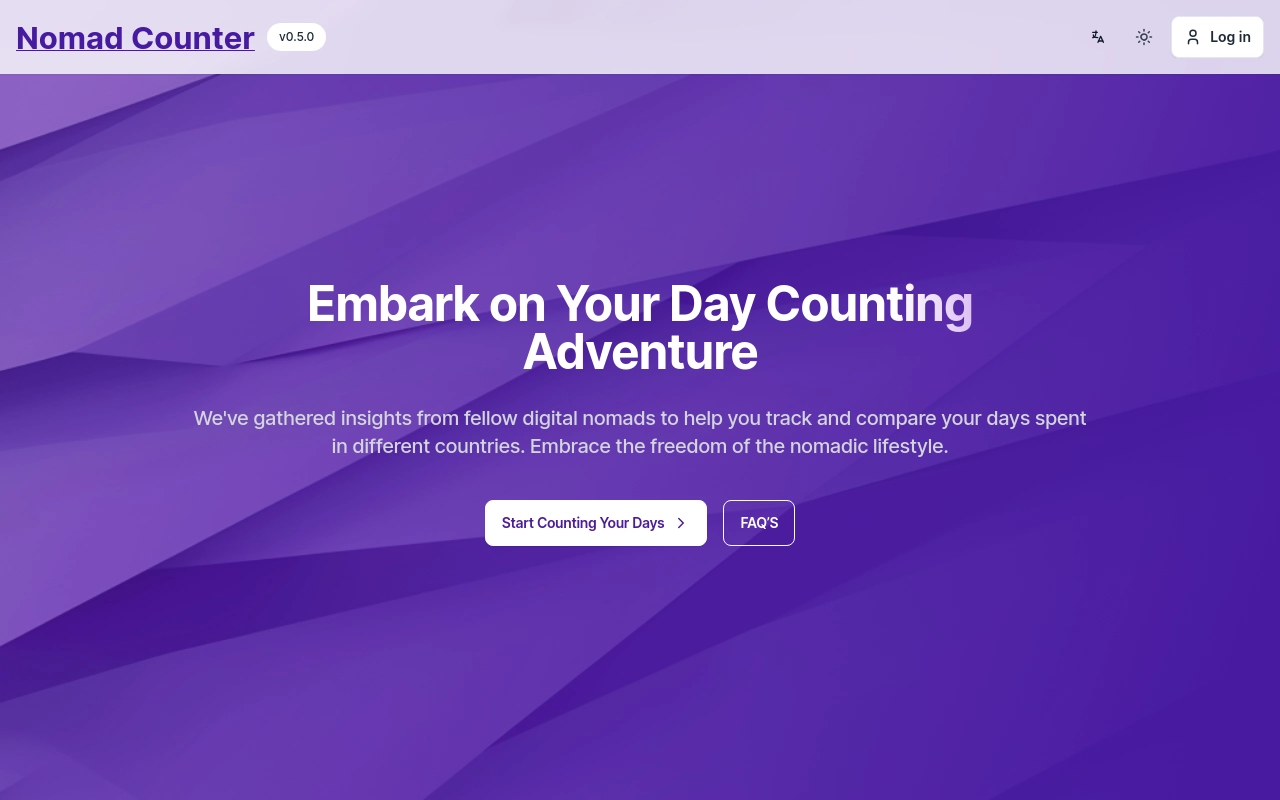 Nomad Counter
v0.5.0
Log in
Embark on Your Day Counting
Adventure
We've gathered insights from fellow digital nomads to help you track and compare your days spent
in different countries. Embrace the freedom of the nomadic lifestyle.
Start Counting Your Days
FAQ'S